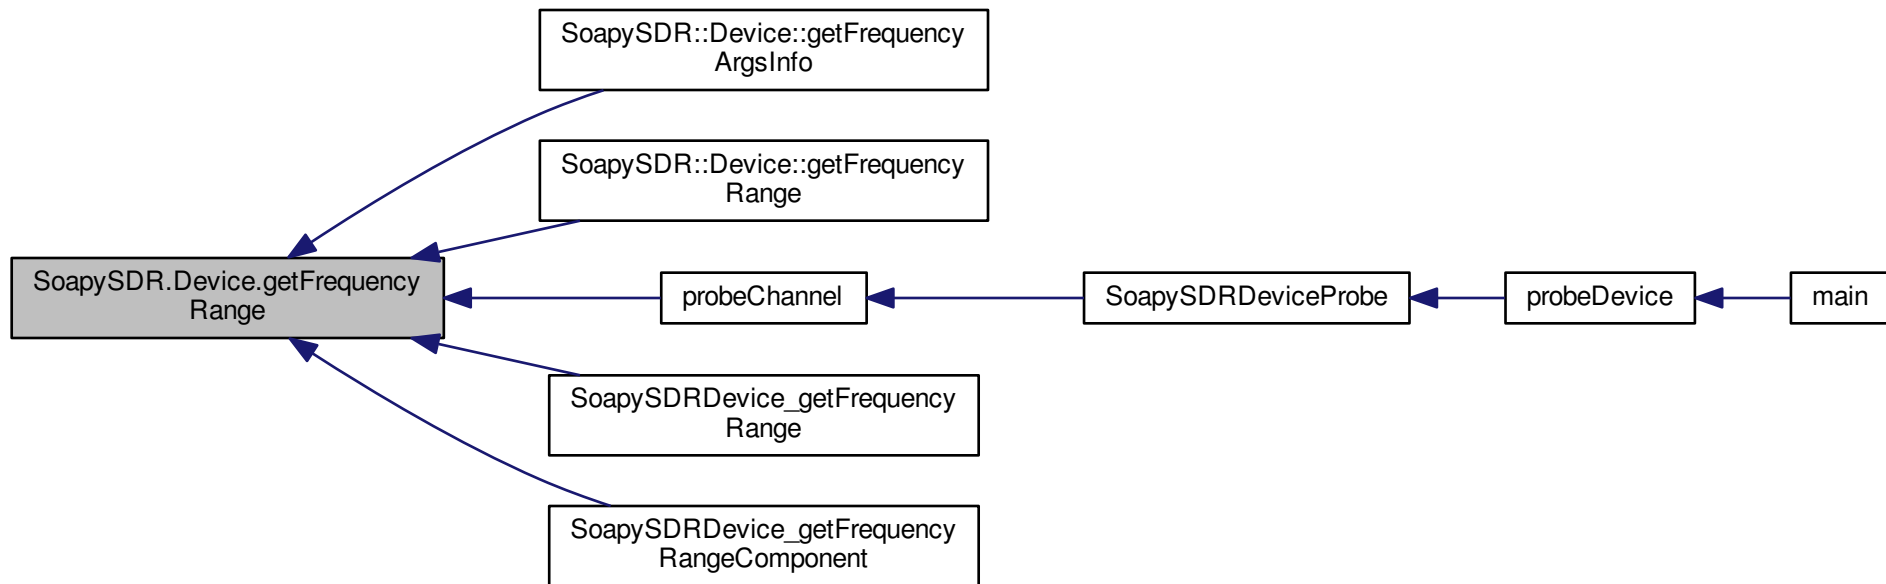 SoapySDR::Device::getFrequency
ArgsInfo
SoapySDR::Device::getFrequency
Range
SoapySDR.Device.getFrequency
Range
probeChannel
SoapySDRDeviceProbe
probeDevice
main
SoapySDRDevice_getFrequency
Range
SoapySDRDevice_getFrequency
RangeComponent